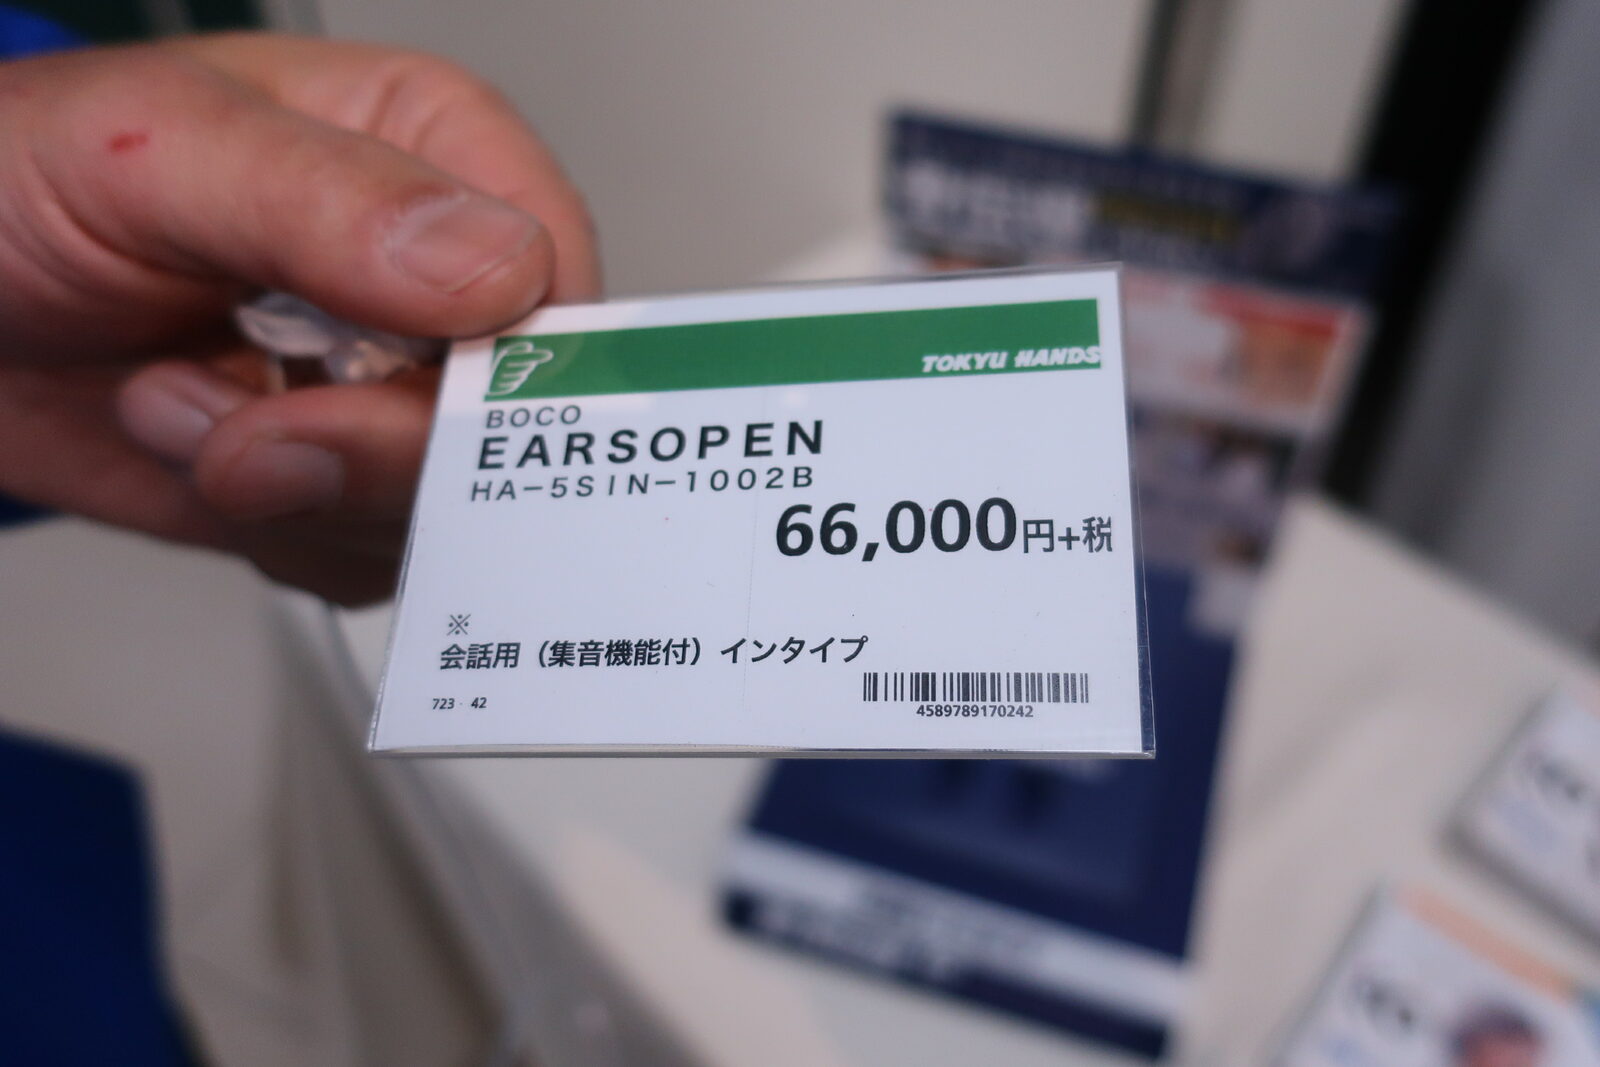 TOKYU HANDS
BOCO
EARSOPEN
HA－5SIN－1002B
66,000円+税
※
会話用（集音機能付）インタイプ
723 42
4589789170242